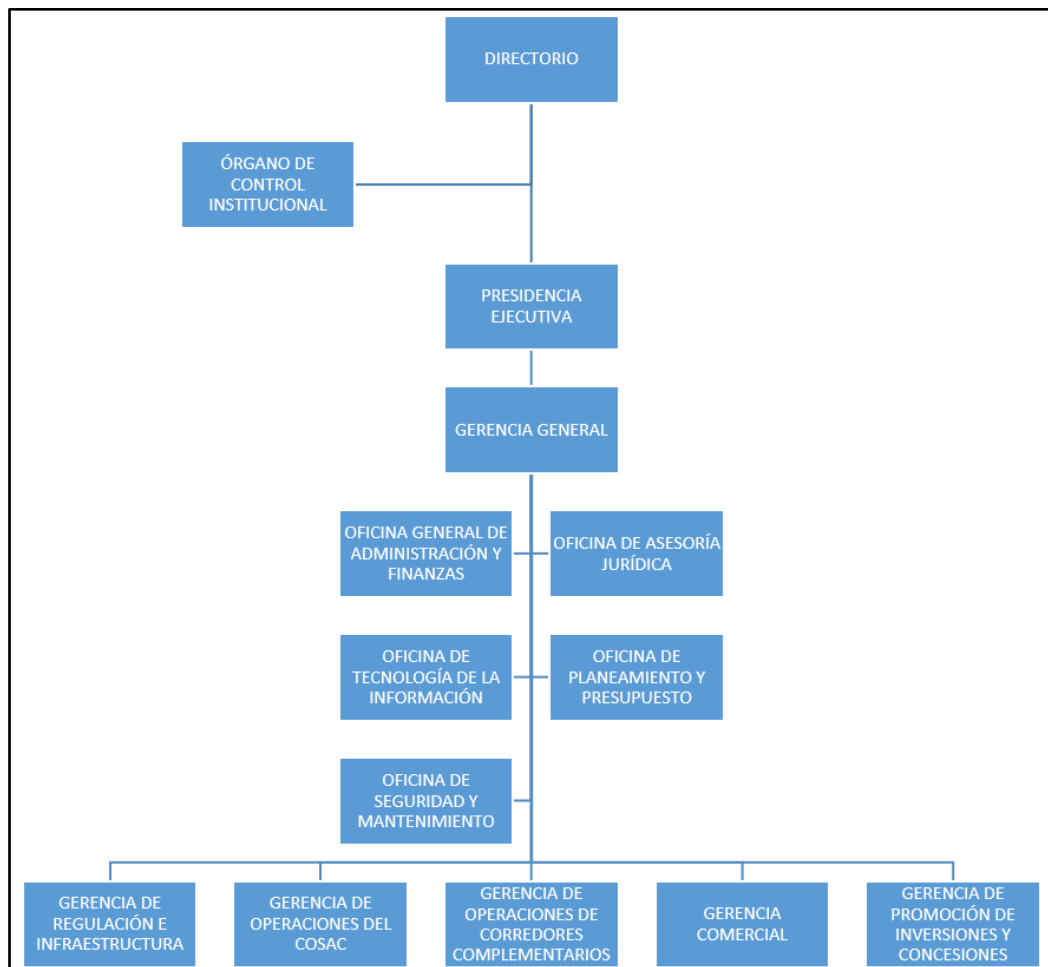 DIRECTORIO
ÓRGANO DE
CONTROL
INSTITUCIONAL
PRESIDENCIA
EJECUTIVA
GERENCIA GENERAL
OFICINA GENERAL DE
ADMINISTRACIÓN Y
FINANZAS
OFICINA DE ASESORÍA
JURÍDICA
OFICINA DE
TECNOLOGÍA DE LA
INFORMACIÓN
OFICINA DE
PLANEAMIENTO Y
PRESUPUESTO
OFICINA DE
SEGURIDAD Y
MANTENIMIENTO
GERENCIA DE
REGULACIÓN E
INFRAESTRUCTURA
GERENCIA DE
OPERACIONES DEL
COSAC
GERENCIA DE
OPERACIONES DE
CORREDORES
COMPLEMENTARIOS
GERENCIA
COMERCIAL
GERENCIA DE
PROMOCIÓN DE
INVERSIONES Y
CONCESIONES